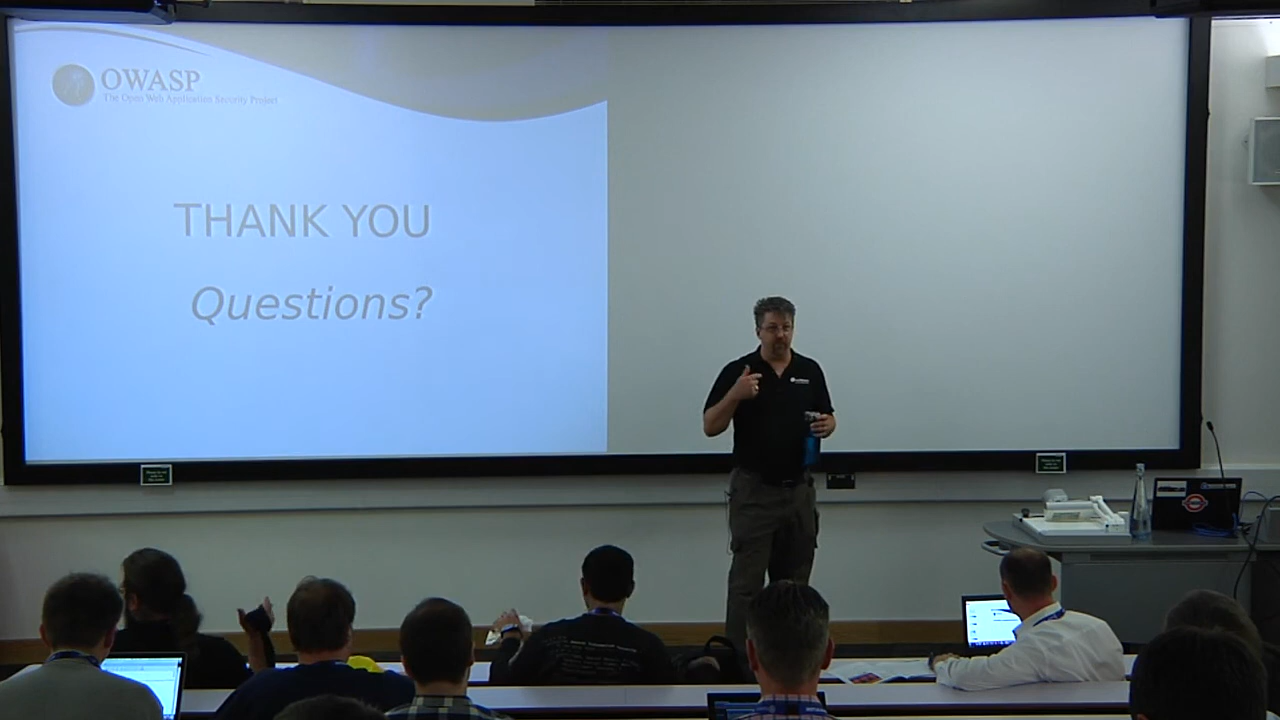 OWASP
The Open Web Application Security Project
THANK YOU
Questions?